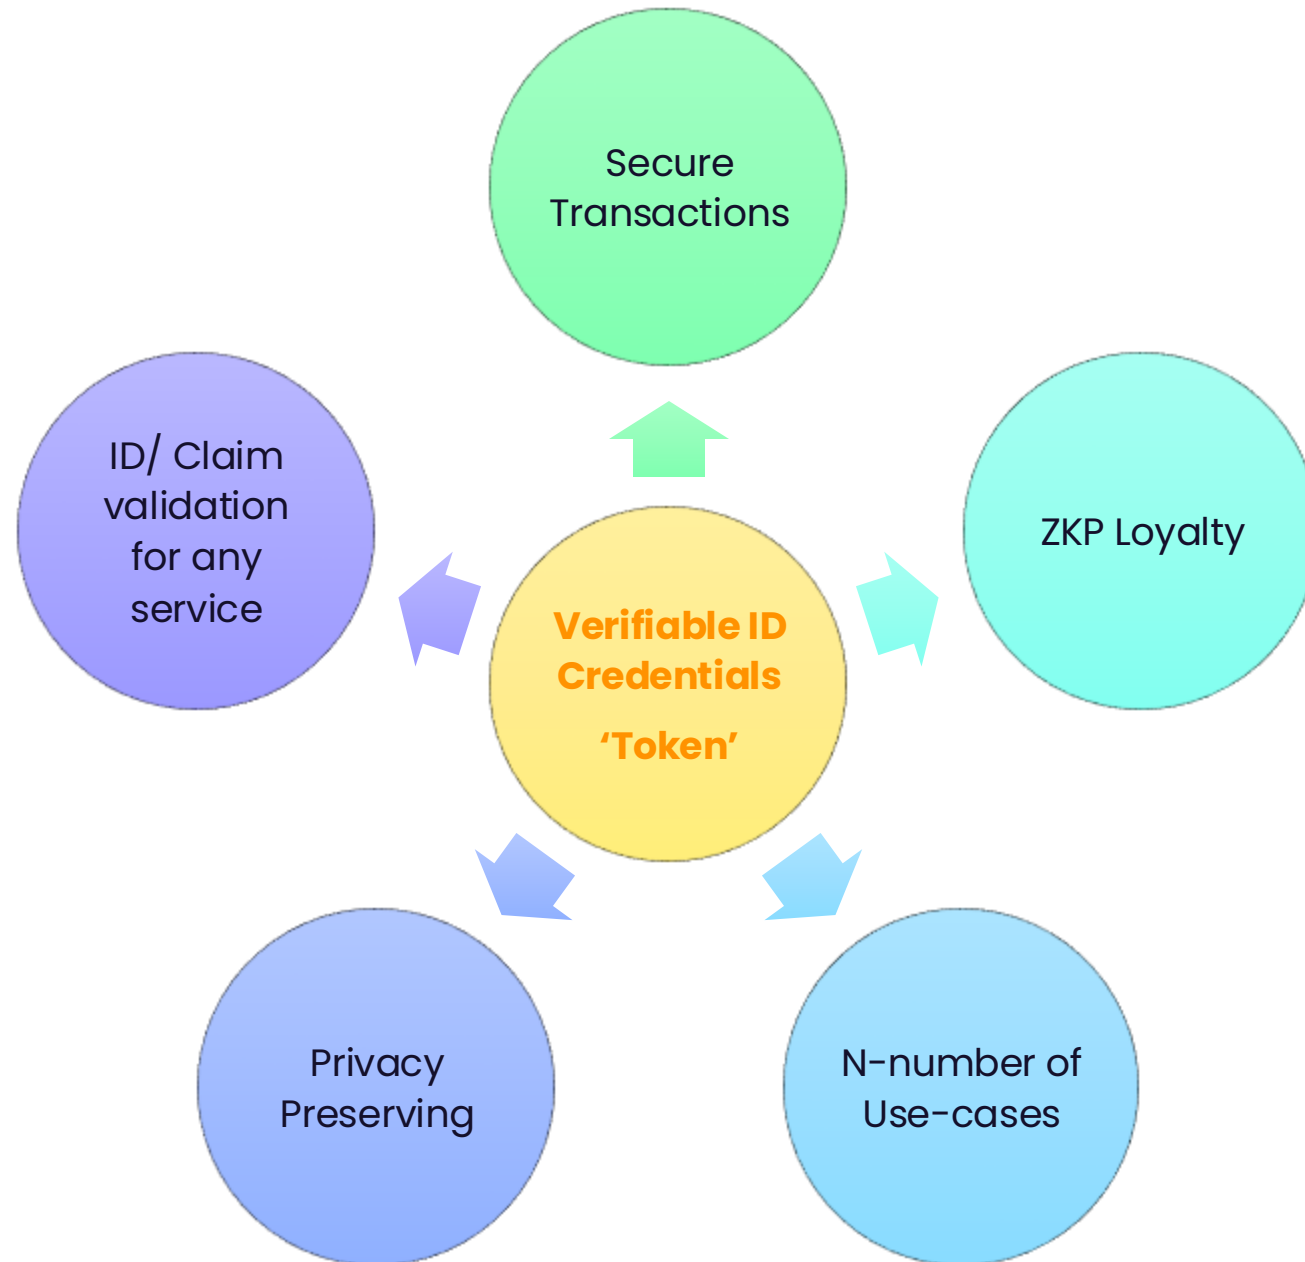 Secure
Transactions
ID/ Claim
validation
for any
service
ZKP Loyalty
Verifiable ID
Credentials
‘Token’
Privacy
Preserving
N-number of
Use-cases